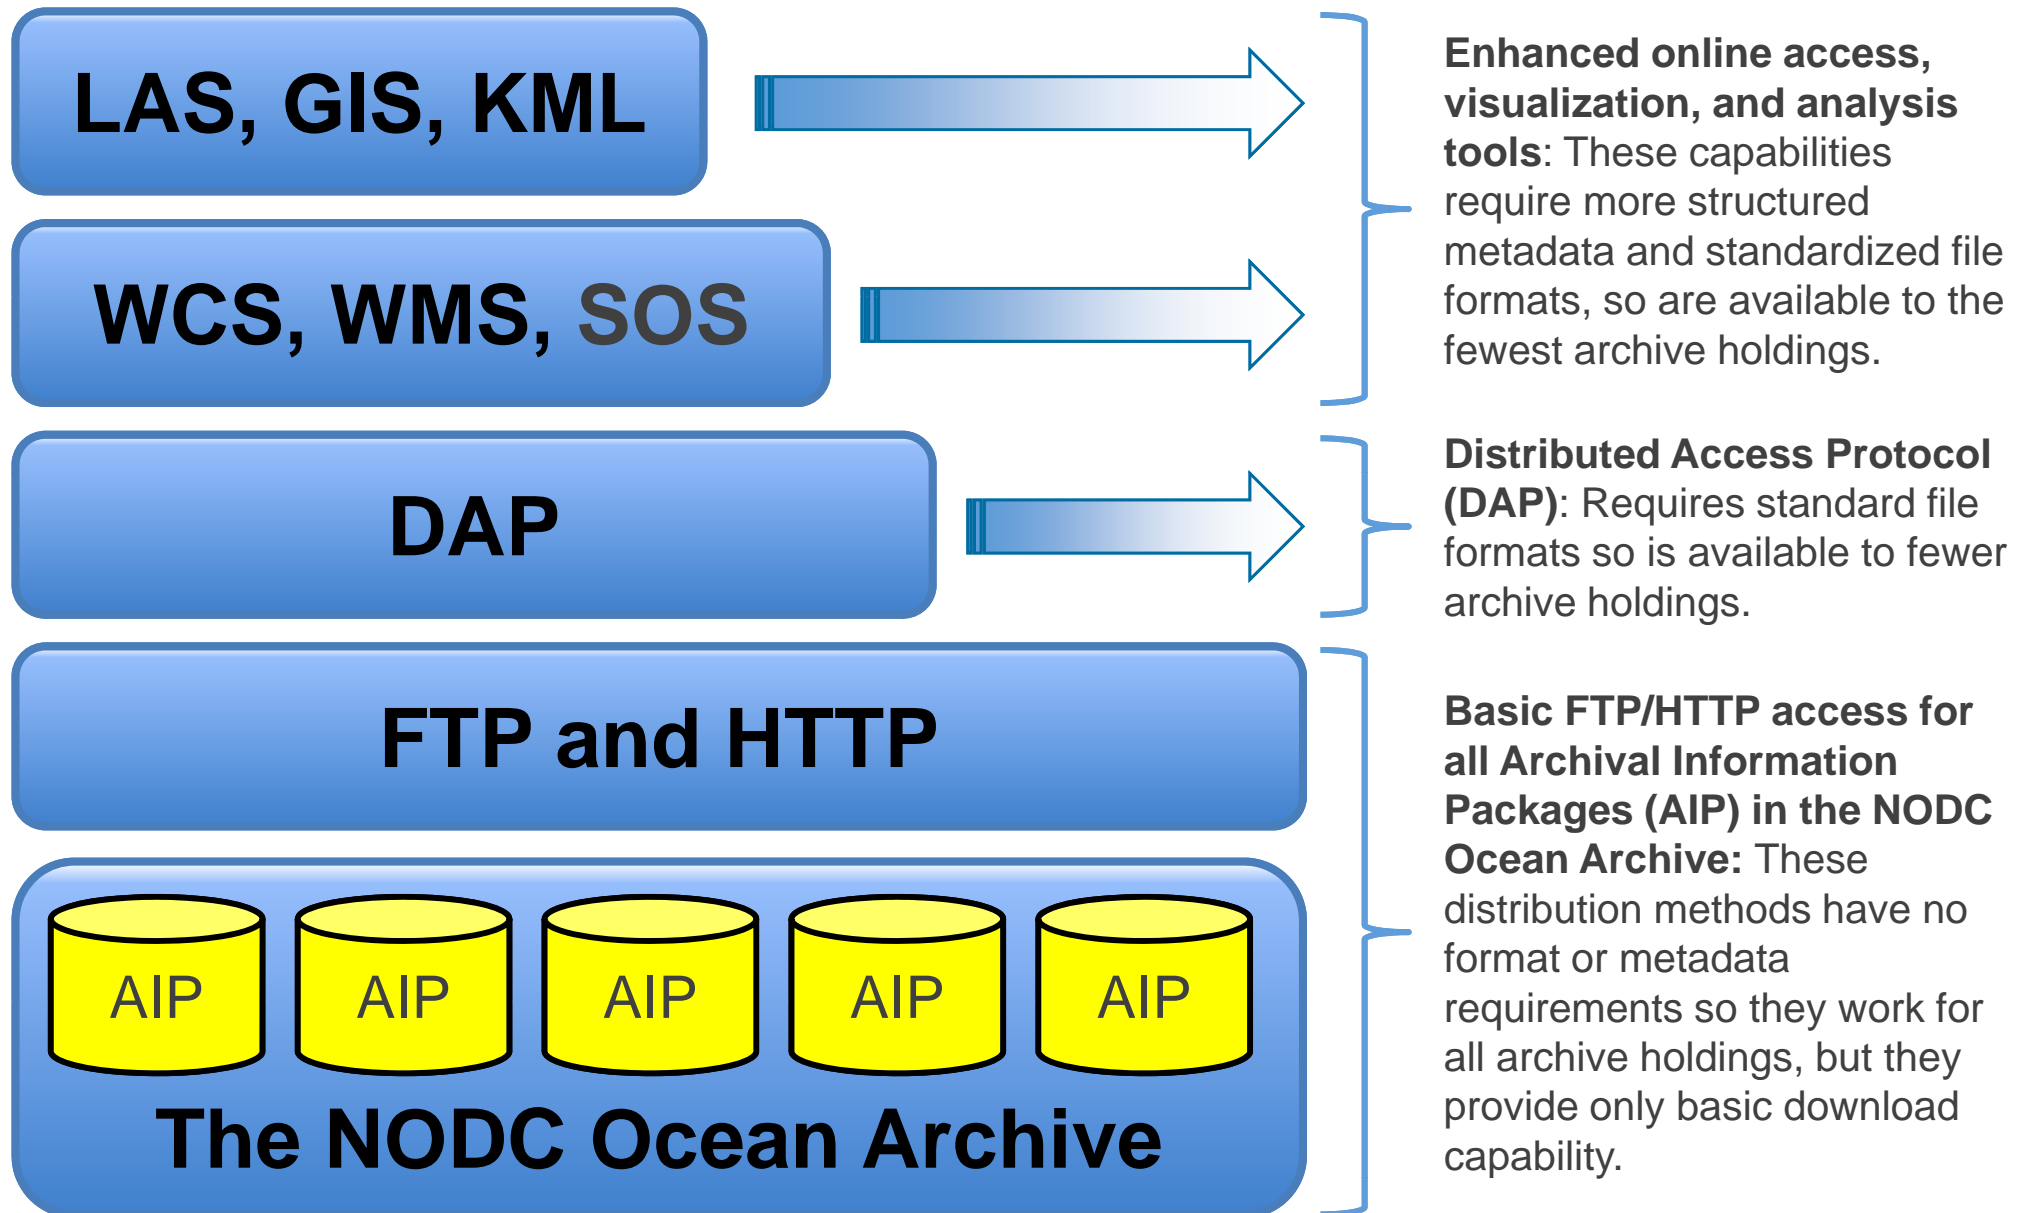 LAS, GIS, KML
WCS, WMS, SOS
DAP
FTP and HTTP
AIP AIP AIP AIP AIP
The NODC Ocean Archive
Enhanced online access,
visualization, and analysis
tools: These capabilities
require more structured
metadata and standardized file
formats, so are available to the
fewest archive holdings.
Distributed Access Protocol
(DAP): Requires standard file
formats so is available to fewer
archive holdings.
Basic FTP/HTTP access for
all Archival Information
Packages (AIP) in the NODC
Ocean Archive: These
distribution methods have no
format or metadata
requirements so they work for
all archive holdings, but they
provide only basic download
capability.